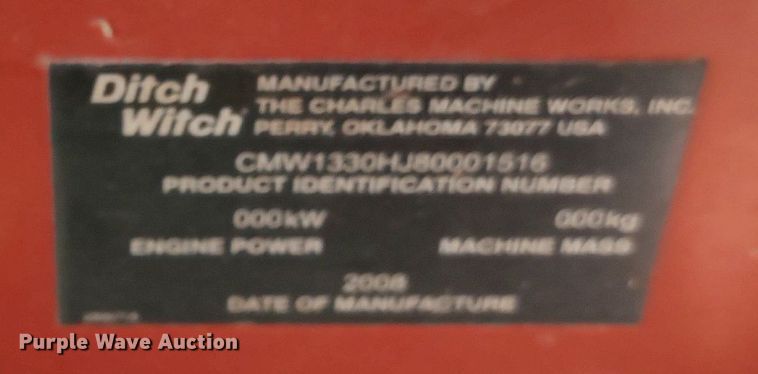 Ditch Witch
MANUFACTURED BY
THE CHARLES MACHINE WORKS, INC.
PERRY, OKLAHOMA 73077 USA
CMW1330HJ80001516
PRODUCT IDENTIFICATION NUMBER
000kW 000kg
ENGINE POWER MACHINE MASS
2008
DATE OF MANUFACTURE
Purple Wave Auction